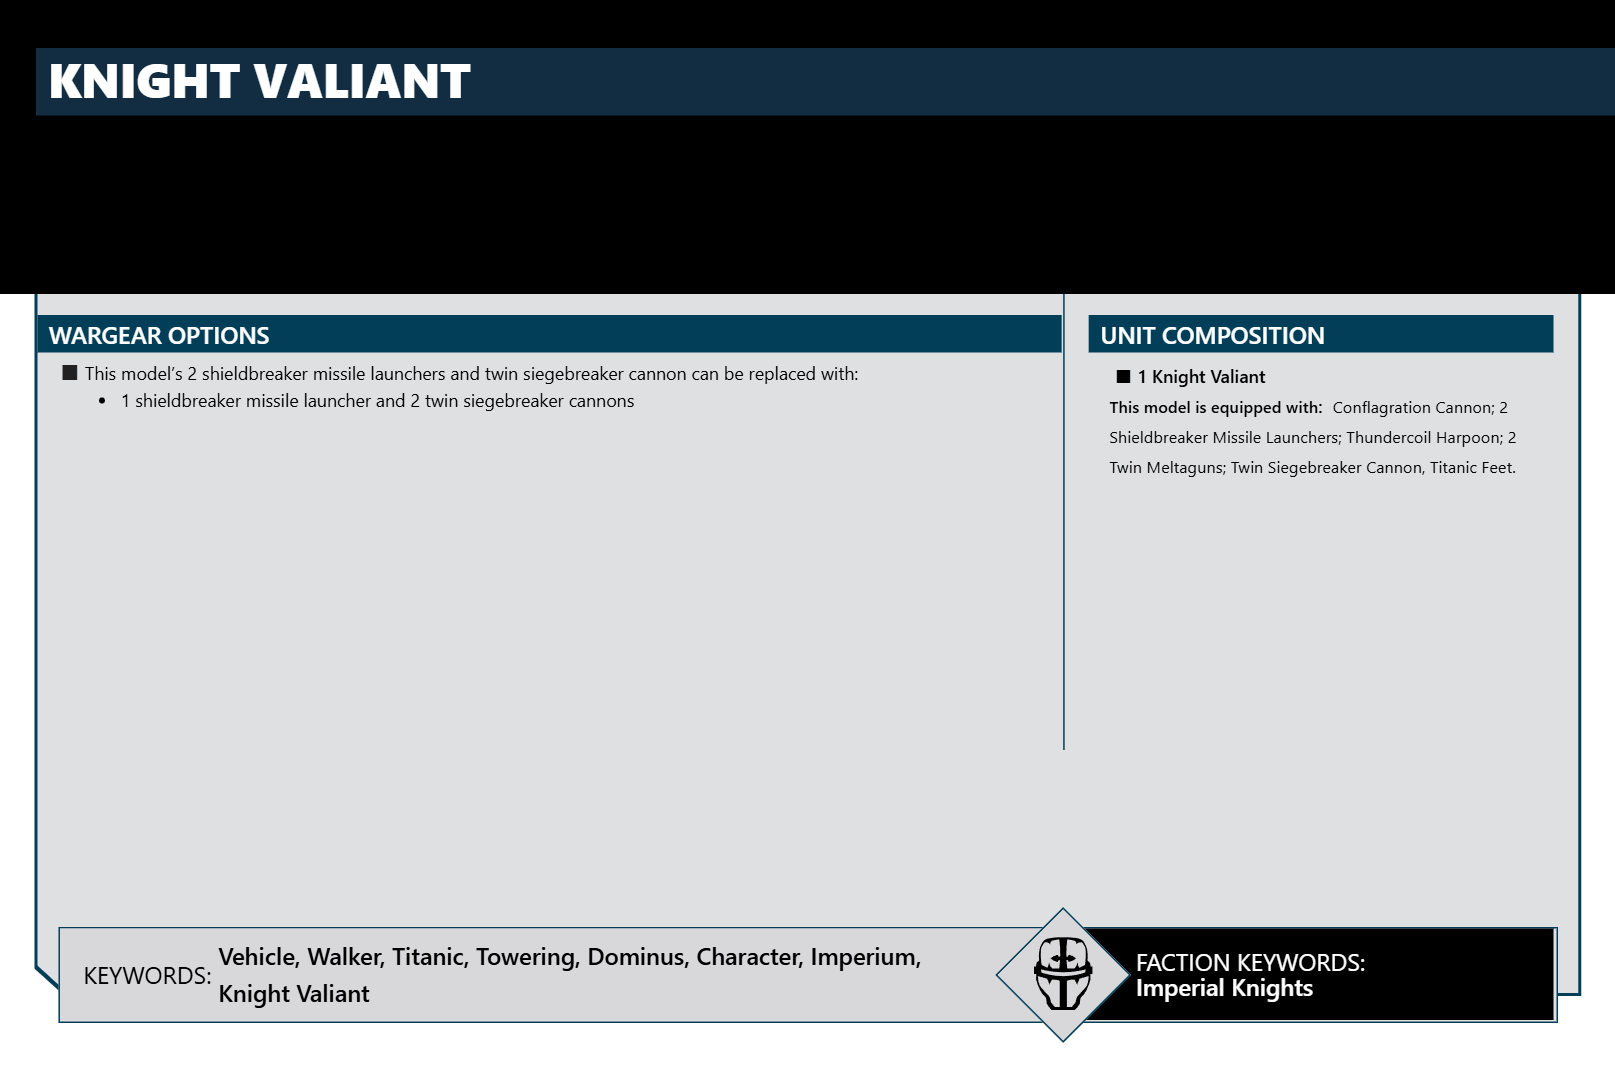 KNIGHT VALIANT
WARGEAR OPTIONS
■ This model’s 2 shieldbreaker missile launchers and twin siegebreaker cannon can be replaced with:
• 1 shieldbreaker missile launcher and 2 twin siegebreaker cannons
UNIT COMPOSITION
■ 1 Knight Valiant
This model is equipped with: Conflagration Cannon; 2
Shieldbreaker Missile Launchers; Thundercoil Harpoon; 2
Twin Meltaguns; Twin Siegebreaker Cannon, Titanic Feet.
KEYWORDS: Vehicle, Walker, Titanic, Towering, Dominus, Character, Imperium,
Knight Valiant
FACTION KEYWORDS:
Imperial Knights